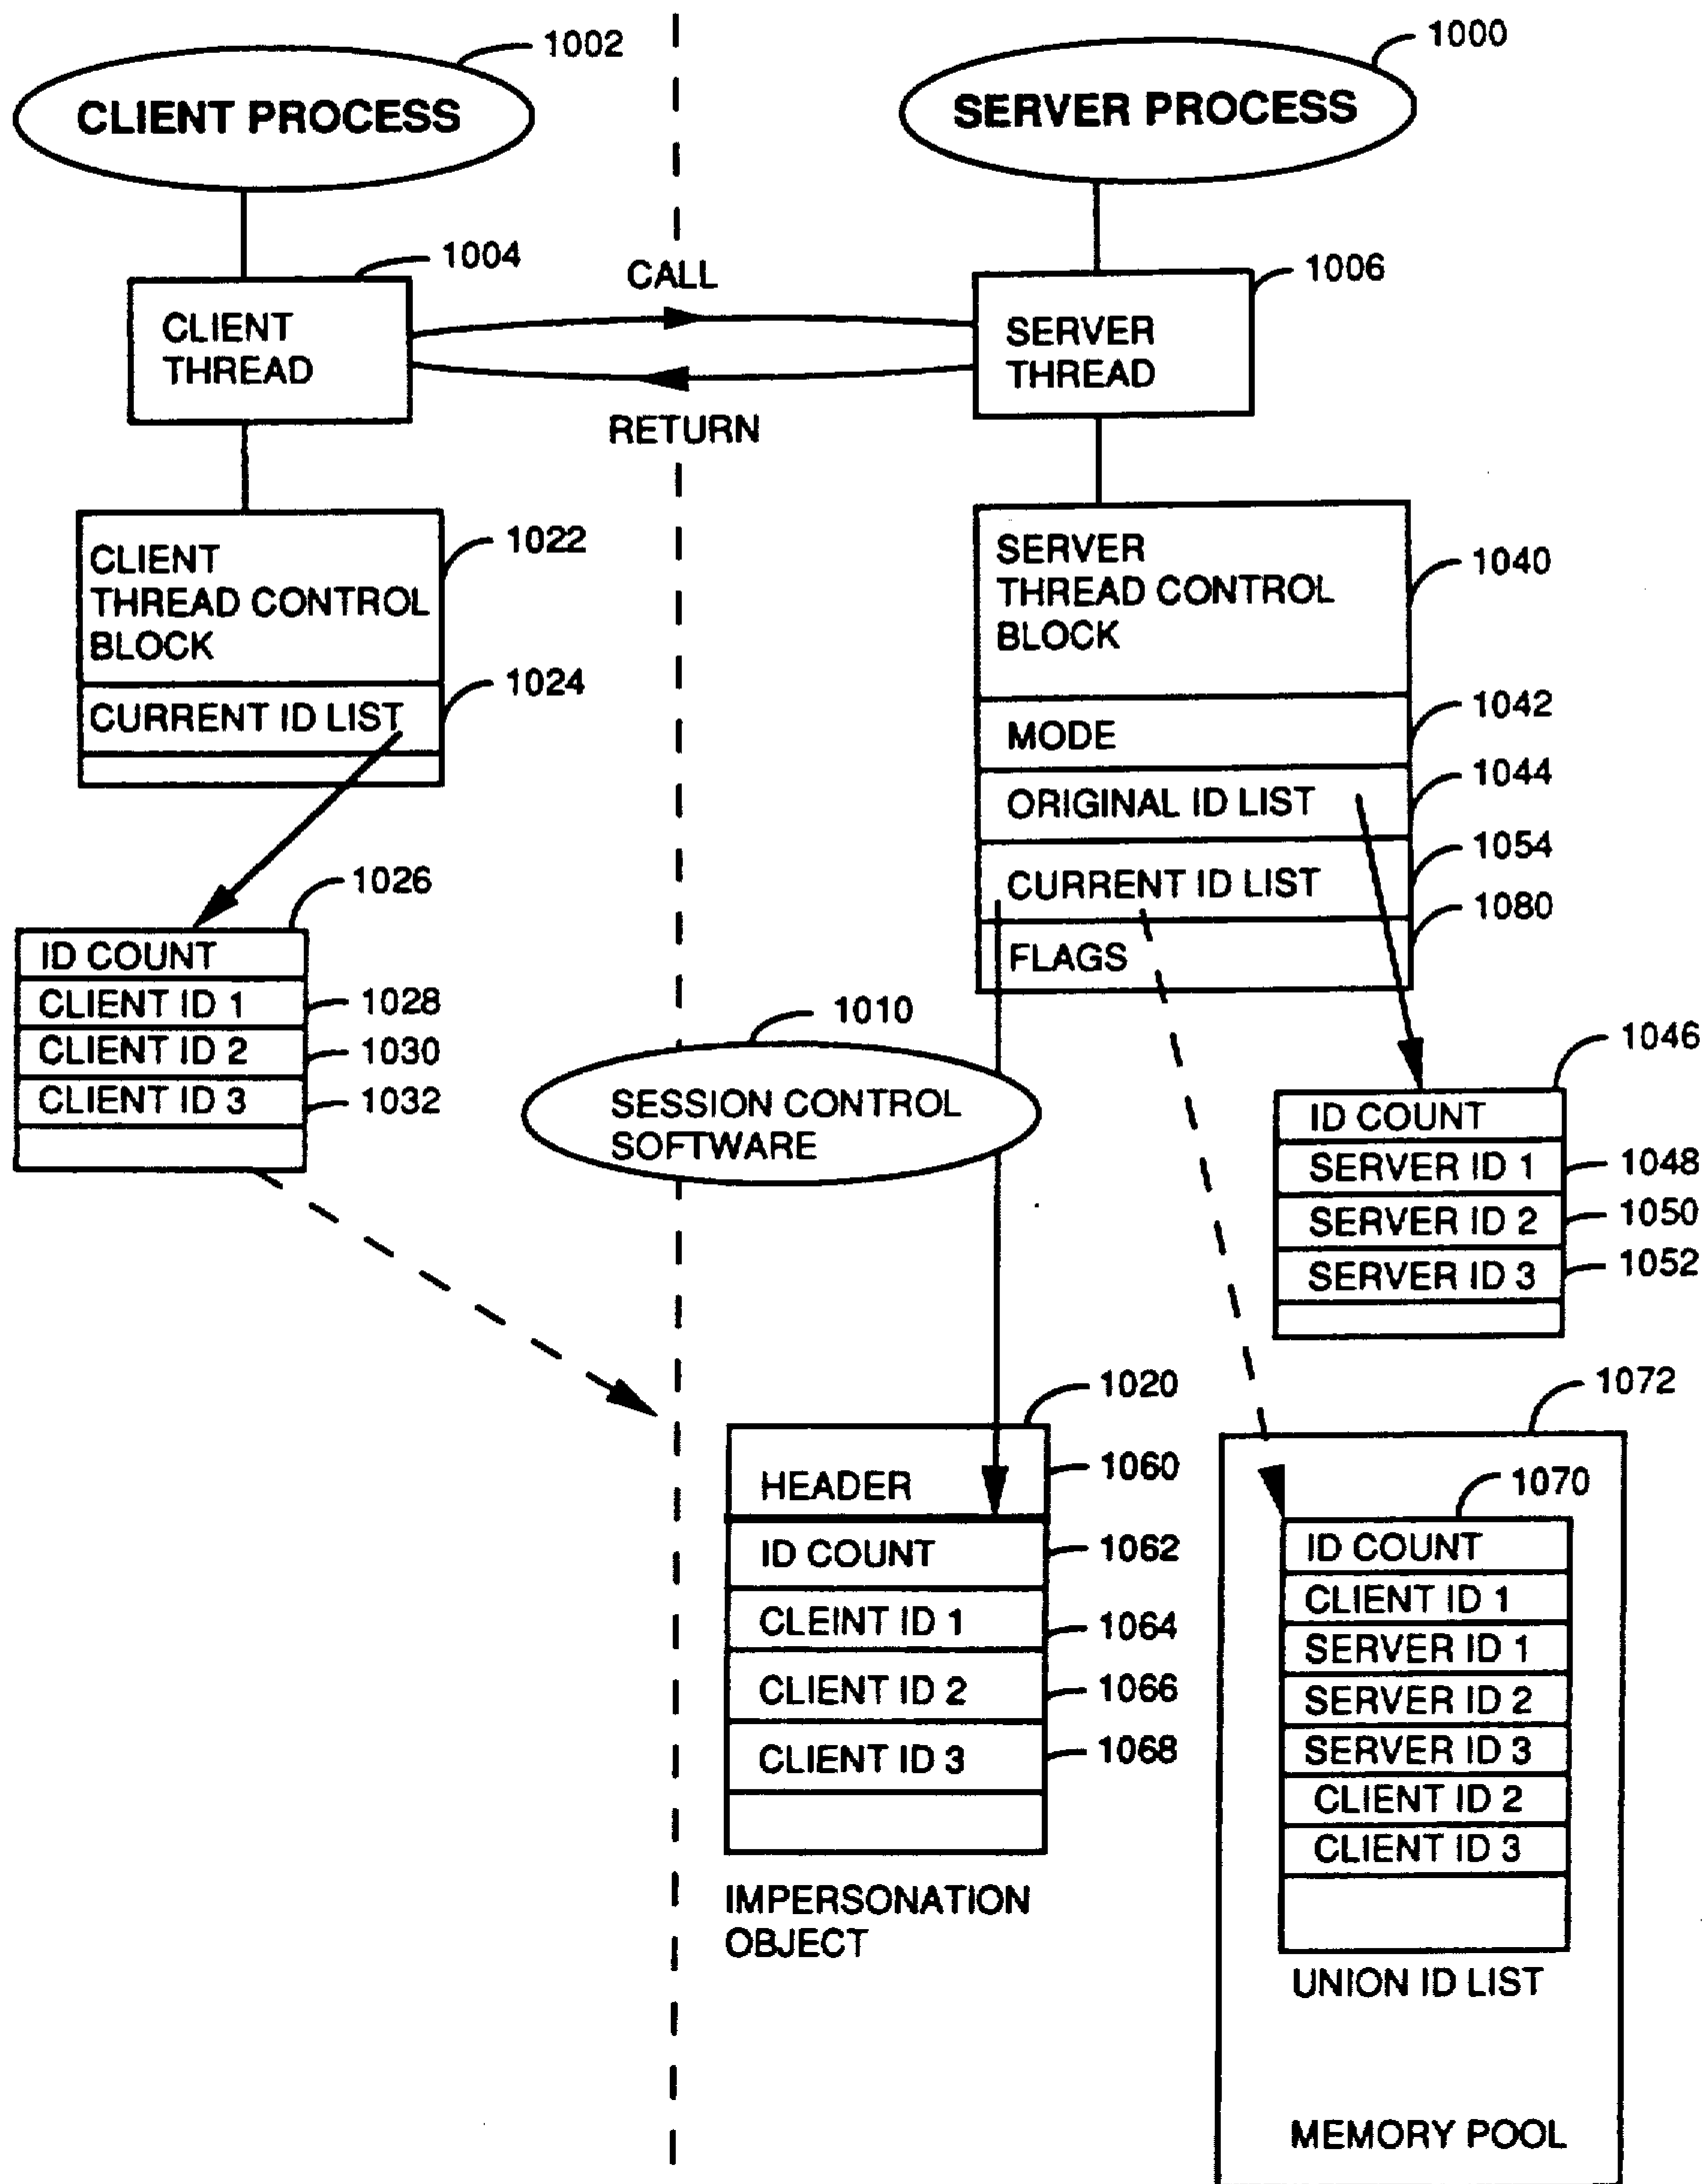 1002
CLIENT PROCESS
1000
SERVER PROCESS
1004
CLIENT
THREAD
CALL
RETURN
1006
SERVER
THREAD
1022
CLIENT
THREAD CONTROL
BLOCK
1024
CURRENT ID LIST
1026
ID COUNT
CLIENT ID 1
1028
CLIENT ID 2
1030
CLIENT ID 3
1032
SERVER
THREAD CONTROL
BLOCK
1040
MODE
1042
ORIGINAL ID LIST
1044
CURRENT ID LIST
1054
FLAGS
1080
1010
SESSION CONTROL
SOFTWARE
1046
ID COUNT
SERVER ID 1
1048
SERVER ID 2
1050
SERVER ID 3
1052
1020
HEADER
1060
ID COUNT
1062
CLEINT ID 1
1064
CLIENT ID 2
1066
CLIENT ID 3
1068
IMPERSONATION
OBJECT
1072
1070
ID COUNT
CLIENT ID 1
SERVER ID 1
SERVER ID 2
SERVER ID 3
CLIENT ID 2
CLIENT ID 3
UNION ID LIST
MEMORY POOL